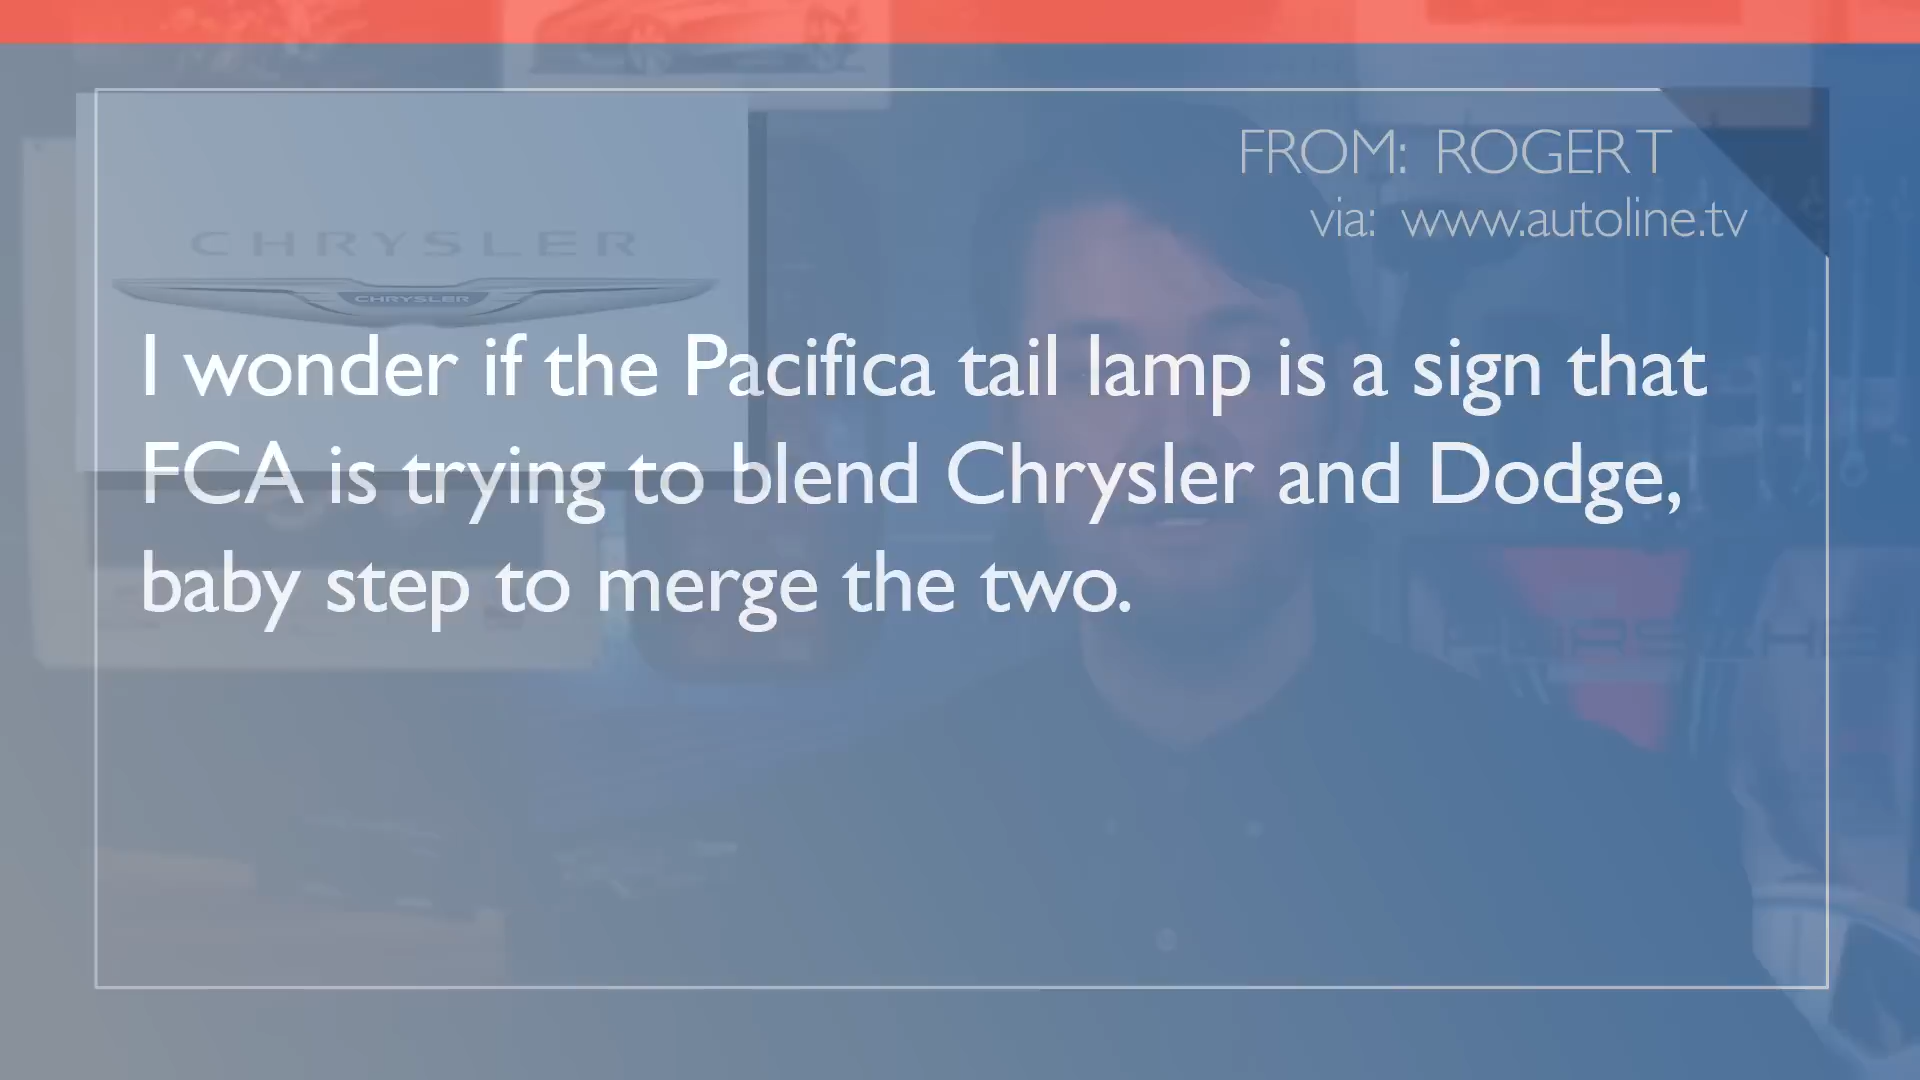 FROM: ROGER T
via: www.autoline.tv
CHRYSLER
CHRYSLER
I wonder if the Pacifica tail lamp is a sign that
FCA is trying to blend Chrysler and Dodge,
baby step to merge the two.